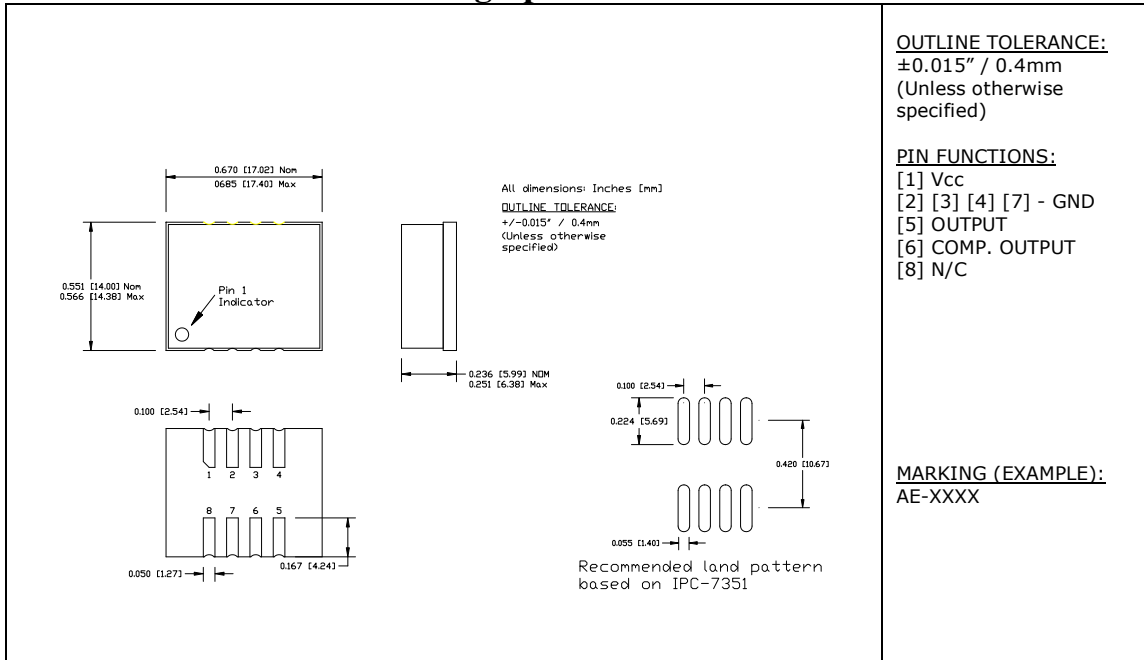 OUTLINE TOLERANCE:
±0.015" / 0.4mm
(Unless otherwise
specified)
PIN FUNCTIONS:
[1] Vcc
[2] [3] [4] [7] - GND
[5] OUTPUT
[6] COMP. OUTPUT
[8] N/C
MARKING (EXAMPLE):
AE-XXXX
0.670 [17.02] Nom
0685 [17.40] Max
All dimensions: Inches [mm]
OUTLINE TOLERANCE:
+/-0.015" / 0.4mm
(Unless otherwise
specified)
0.551 [14.00] Nom
0.566 [14.38] Max
Pin 1
Indicator
0.236 [5.99] NOM
0.251 [6.38] Max
0.100 [2.54]
1 2 3 4
8 7 6 5
0.050 [1.27]
0.167 [4.24]
0.100 [2.54]
0.224 [5.69]
0.420 [10.67]
0.055 [1.40]
Recommended land pattern
based on IPC-7351